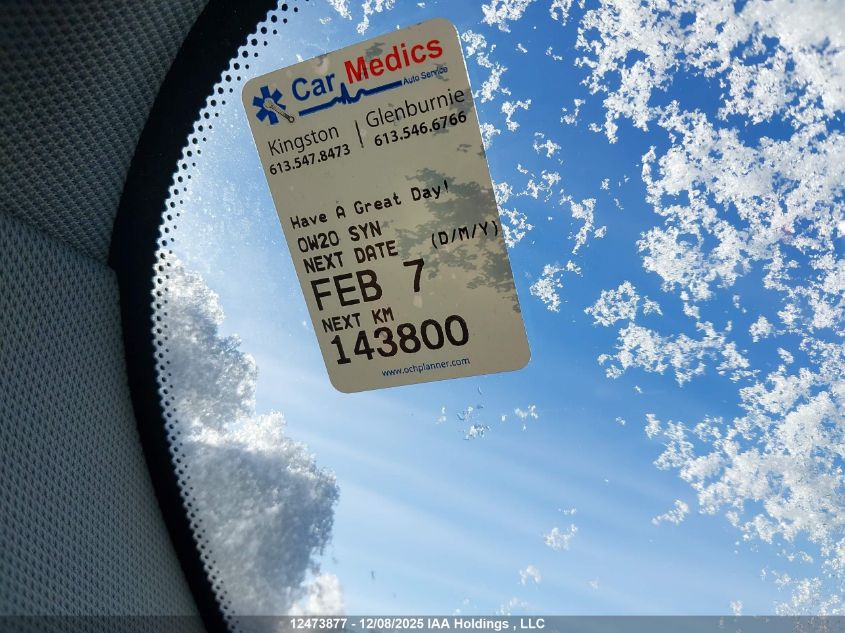 Car Medics
Auto Service
Kingston | Glenburnie
613.547.8473 613.546.6766
Have A Great Day!
0W20 SYN
NEXT DATE (D/M/Y)
FEB 7
NEXT KM
143800
www.ochplanner.com
12473877 - 12/08/2025 IAA Holdings , LLC